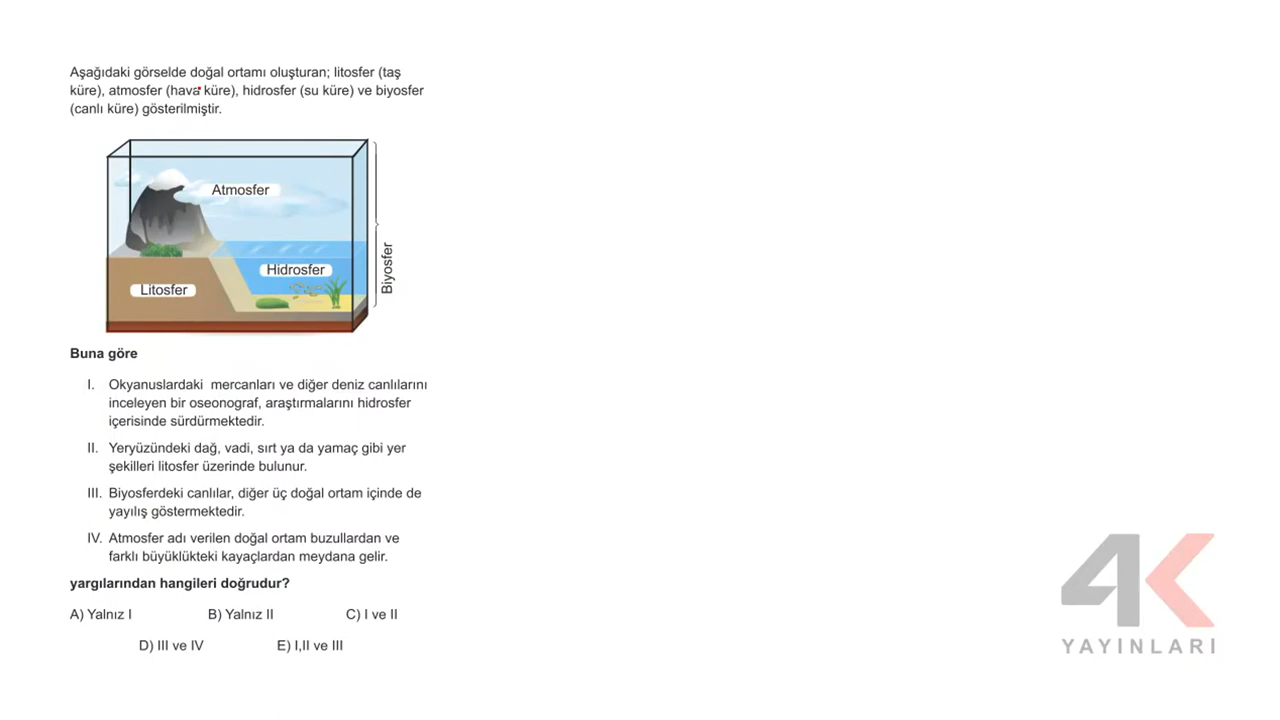 Aşağıdaki görselde doğal ortamı oluşturan; litosfer (taş
küre), atmosfer (hava küre), hidrosfer (su küre) ve biyosfer
(canlı küre) gösterilmiştir.
Atmosfer
Hidrosfer
Litosfer
Biyosfer
Buna göre
I. Okyanuslardaki mercanları ve diğer deniz canlılarını
inceleyen bir oseonograf, araştırmalarını hidrosfer
içerisinde sürdürmektedir.
II. Yeryüzündeki dağ, vadi, sırt ya da yamaç gibi yer
şekilleri litosfer üzerinde bulunur.
III. Biyosferdeki canlılar, diğer üç doğal ortam içinde de
yayılış göstermektedir.
IV. Atmosfer adı verilen doğal ortam buzullardan ve
farklı büyüklükteki kayaçlardan meydana gelir.
yargılarından hangileri doğrudur?
A) Yalnız I B) Yalnız II C) I ve II
D) III ve IV E) I,II ve III
4K
YAYINLARI